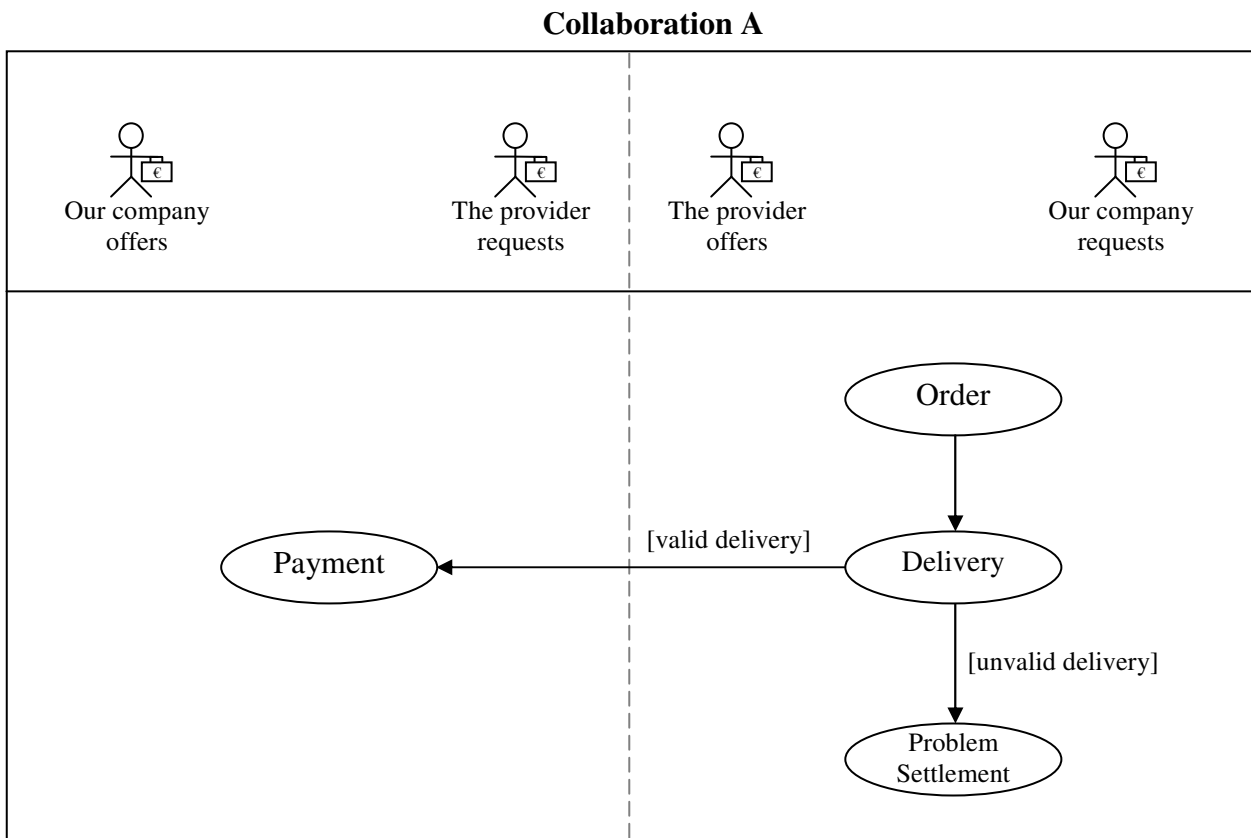 Collaboration A
€
€
€
€
Our company
offers
The provider
requests
The provider
offers
Our company
requests
Order
[valid delivery]
Payment
Delivery
[unvalid delivery]
Problem
Settlement